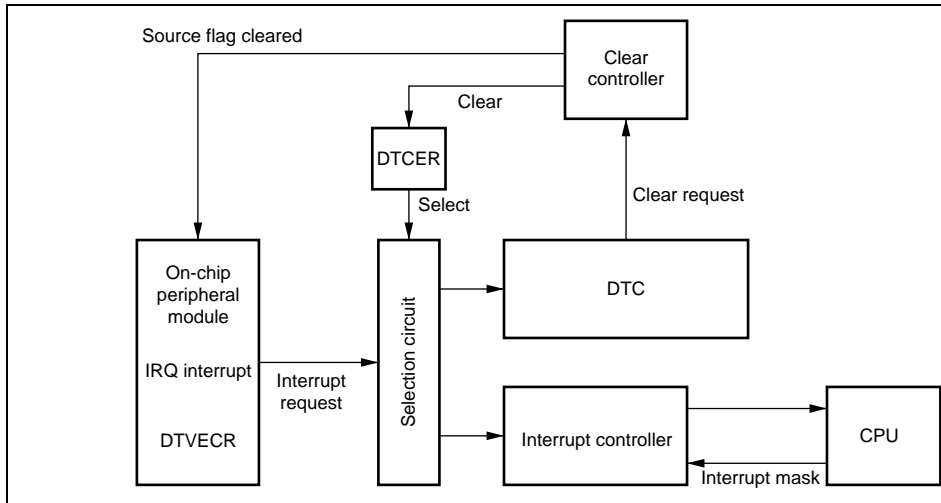 Source flag cleared
Clear
controller
Clear
DTCER
Clear request
Select
On-chip
peripheral
module
IRQ interrupt
DTVECR
Interrupt
request
Selection circuit
DTC
Interrupt controller
CPU
Interrupt mask